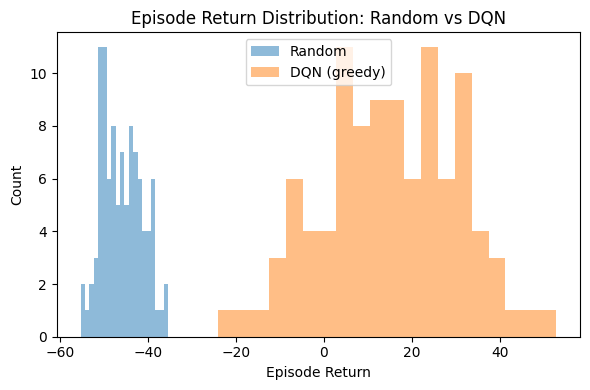 Episode Return Distribution: Random vs DQN
Random
DQN (greedy)
10
8
6
4
2
0
Count
−60
−40
−20
0
20
40
Episode Return